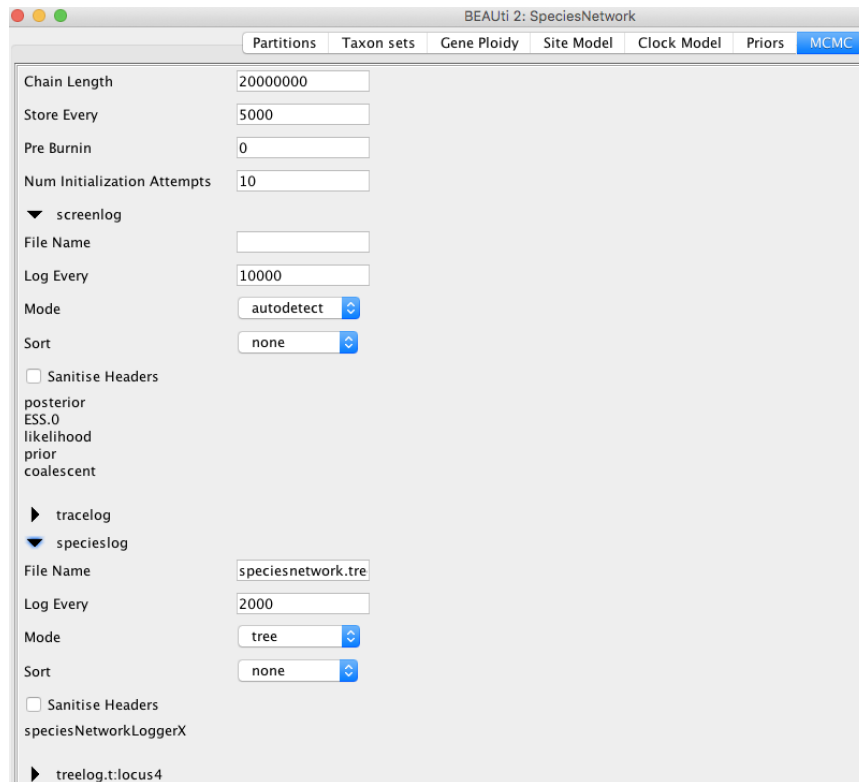 BEAUti 2: SpeciesNetwork
Partitions Taxon sets Gene Ploidy Site Model Clock Model Priors MCMC
Chain Length 20000000
Store Every 5000
Pre Burnin 0
Num Initialization Attempts 10
screenlog
File Name
Log Every 10000
Mode autodetect
Sort none
Sanitise Headers
posterior
ESS.0
likelihood
prior
coalescent
tracelog
specieslog
File Name speciesnetwork.tre
Log Every 2000
Mode tree
Sort none
Sanitise Headers
speciesNetworkLoggerX
treelog.t:locus4